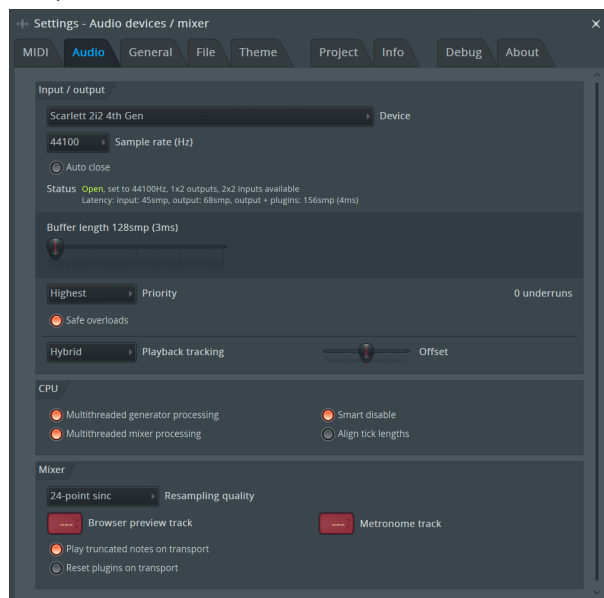 Settings - Audio devices / mixer
MIDI Audio General File Theme Project Info Debug About
Input / output
Scarlett 2i2 4th Gen Device
44100 Sample rate (Hz)
Auto close
Status Open, set to 44100Hz, 1x2 outputs, 2x2 inputs available
Latency: input: 45smp, output: 68smp, output + plugins: 156smp (4ms)
Buffer length 128smp (3ms)
Highest Priority 0 underruns
Safe overloads
Hybrid Playback tracking Offset
CPU
Multithreaded generator processing Smart disable
Multithreaded mixer processing Align tick lengths
Mixer
24-point sinc Resampling quality
--- Browser preview track --- Metronome track
Play truncated notes on transport
Reset plugins on transport